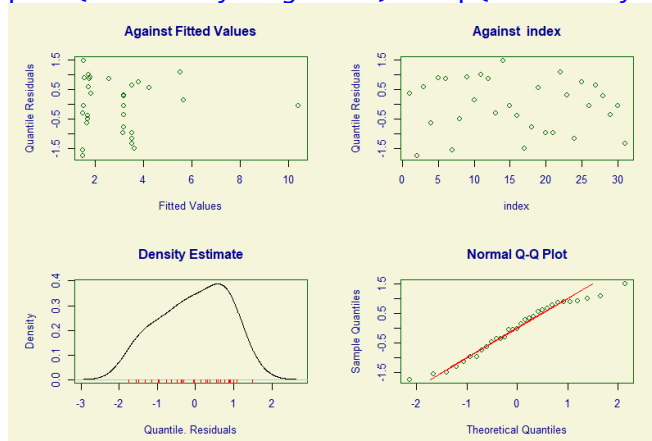 Against Fitted Values
Quantile Residuals
-1.5 -0.5 0.5 1.5
2 4 6 8 10
Fitted Values
Against index
Quantile Residuals
-1.5 -0.5 0.5 1.5
0 5 10 15 20 25 30
index
Density Estimate
Density
0.0 0.1 0.2 0.3 0.4
-3 -2 -1 0 1 2
Quantile. Residuals
Normal Q-Q Plot
Sample Quantiles
-1.5 -0.5 0.5 1.5
-2 -1 0 1 2
Theoretical Quantiles